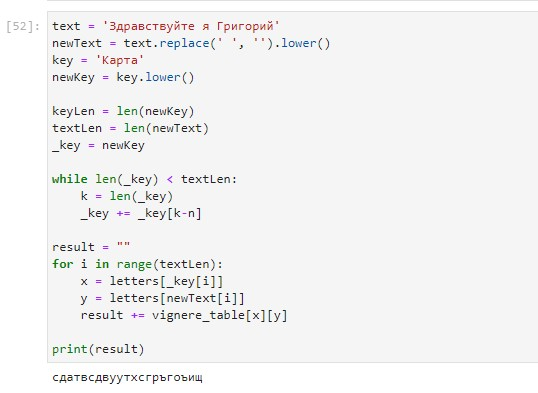 [52]: text = 'Здравствуйте я Григорий'
newText = text.replace(' ', '').lower()
key = 'Карта'
newKey = key.lower()
keyLen = len(newKey)
textLen = len(newText)
_key = newKey
while len(_key) < textLen:
k = len(_key)
_key += _key[k-n]
result = ""
for i in range(textLen):
x = letters[_key[i]]
y = letters[newText[i]]
result += vignere_table[x][y]
print(result)
сдатвсдвуутхсгръгоъищ